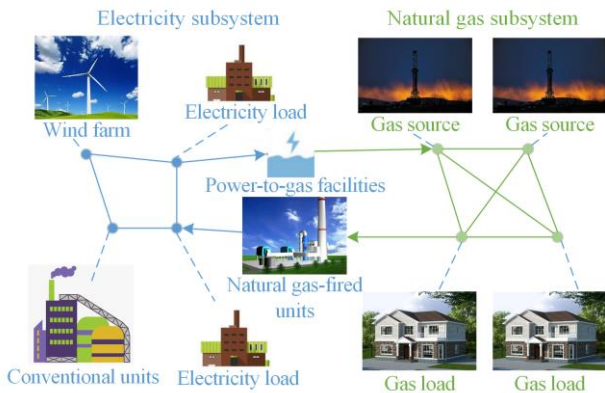 Electricity subsystem
Natural gas subsystem
Wind farm
Electricity load
Gas source
Gas source
Power-to-gas facilities
Natural gas-fired
units
Conventional units
Electricity load
Gas load
Gas load